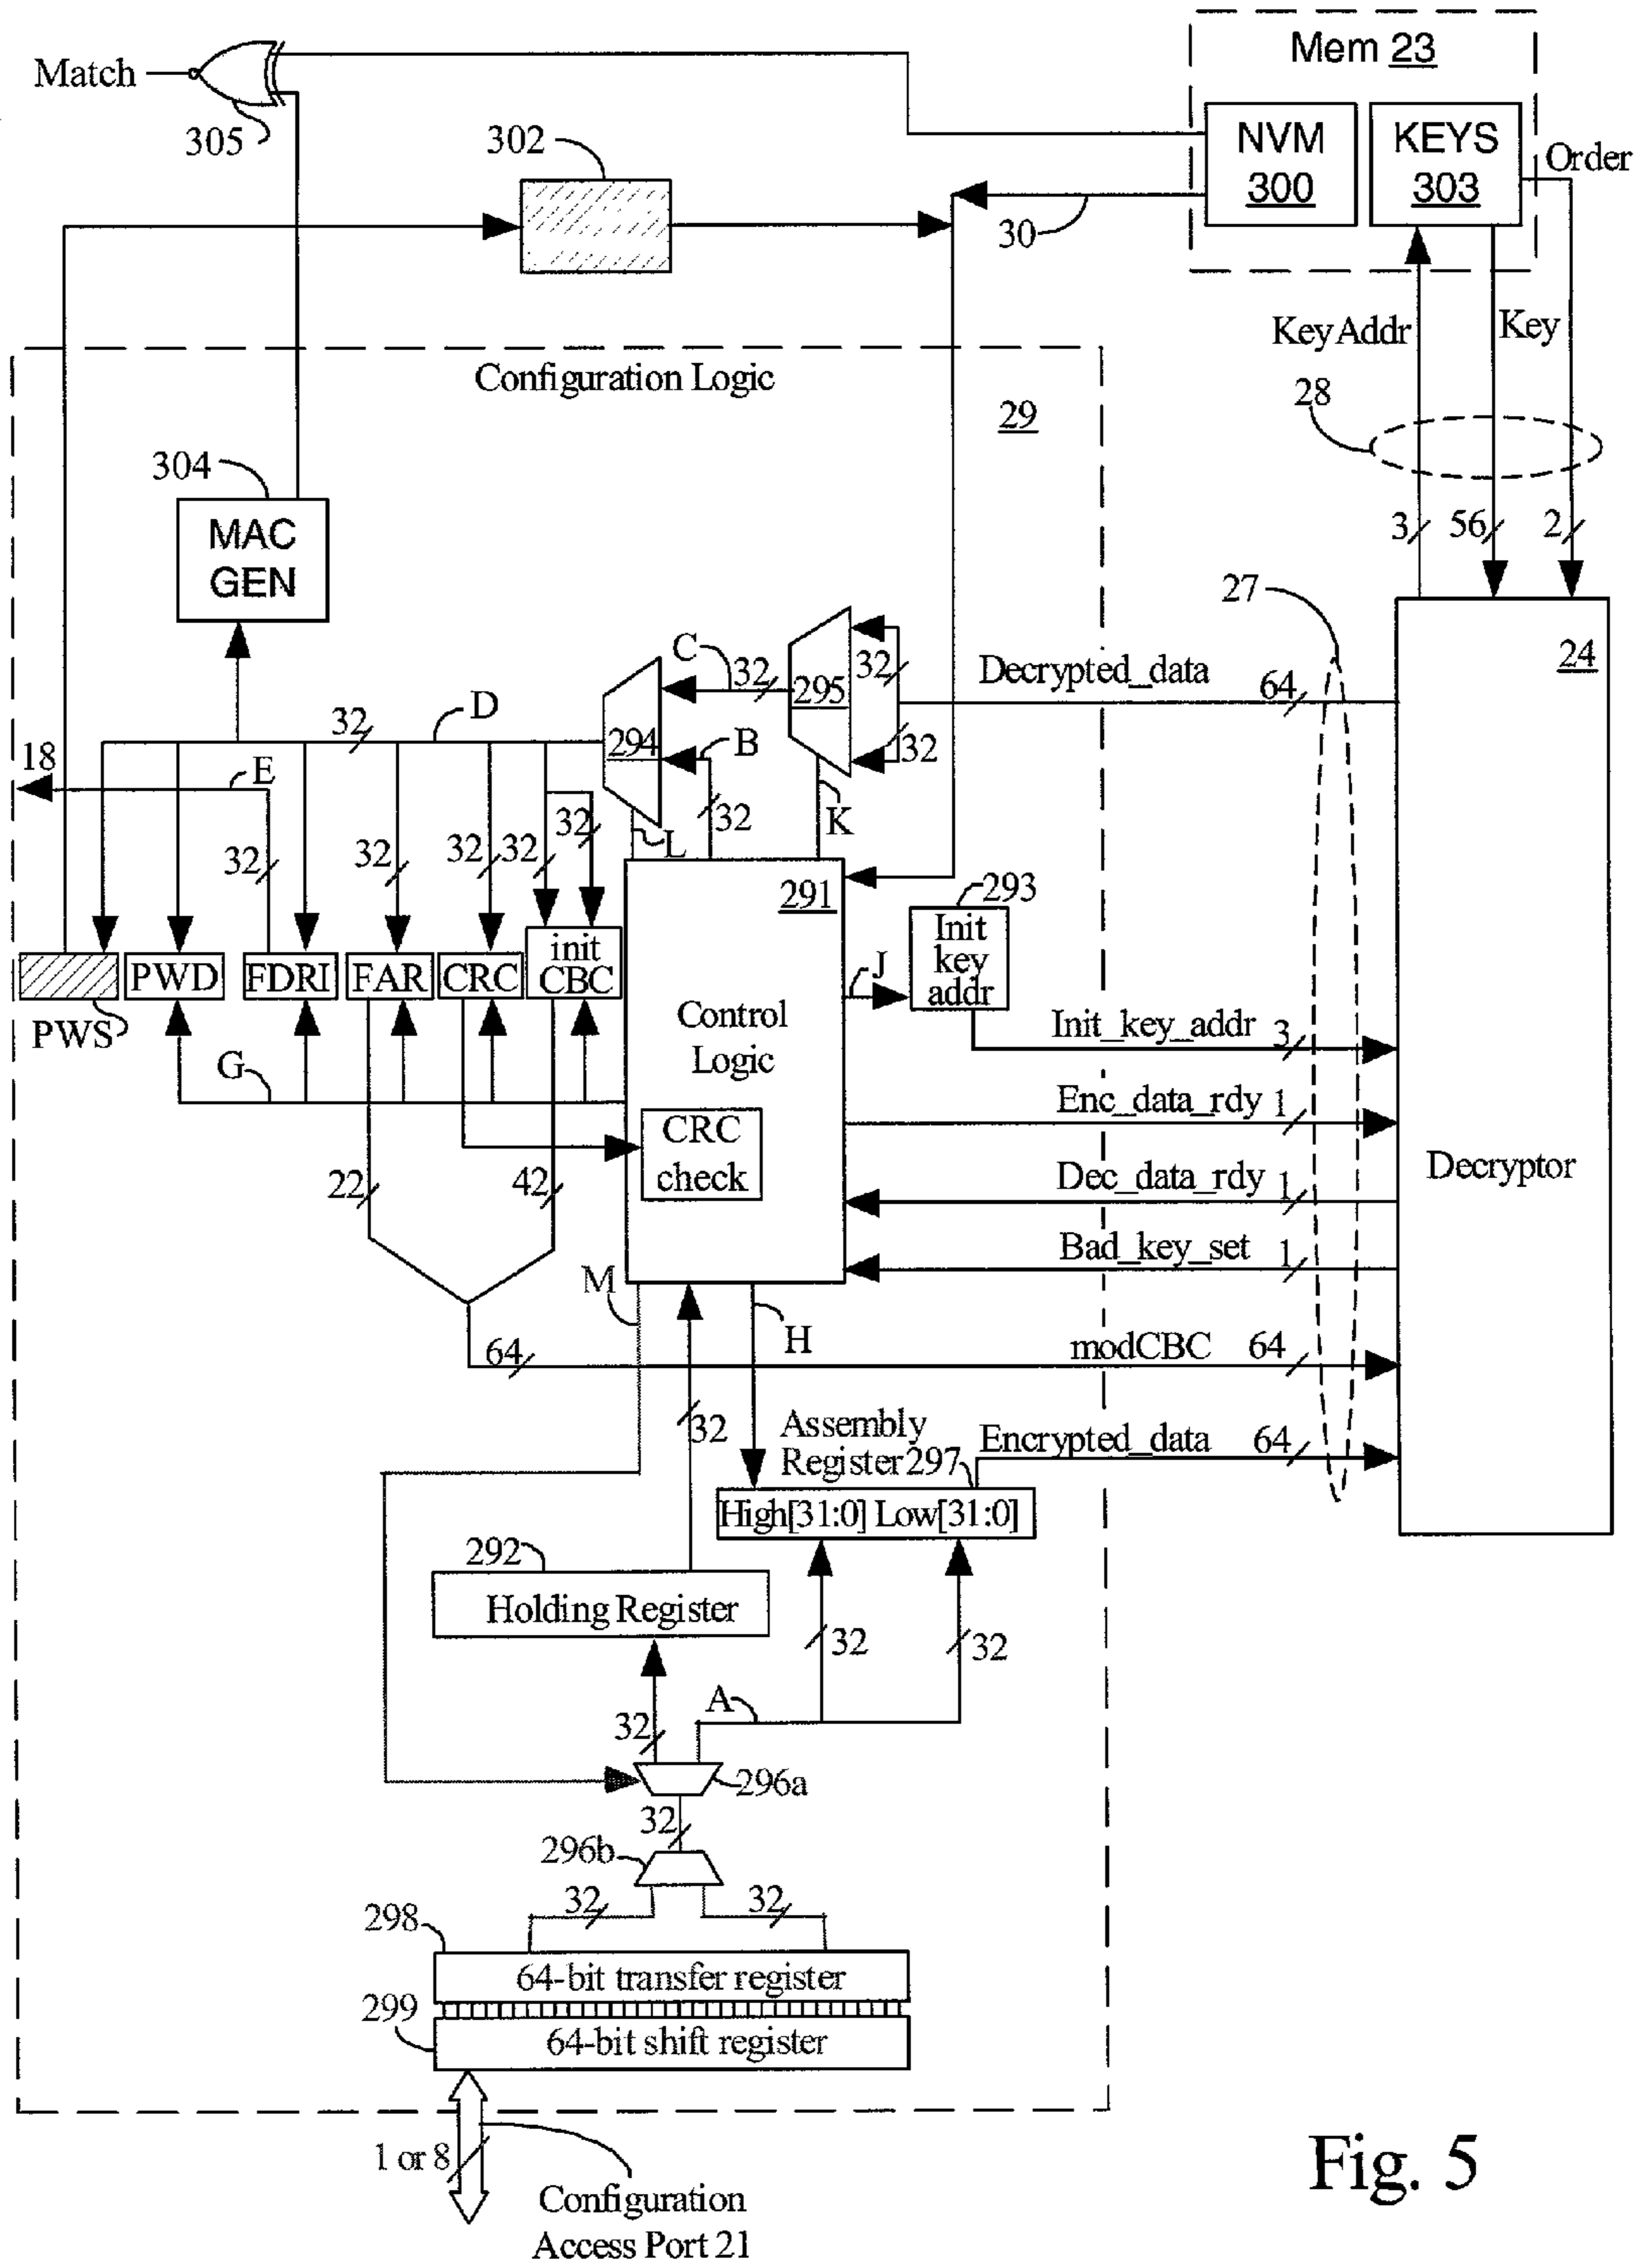 Mem 23
Match
305
302
NVM
300
KEYS
303
Order
30
KeyAddr
Key
Configuration Logic
29
28
304
MAC
GEN
3
56
2
27
24
C
32
295
32
Decrypted_data
64
D
32
294
B
32
18
E
32
K
L
32
32
32
32
32
291
293
Init
key
addr
init
CBC
PWD
FDRI
FAR
CRC
J
PWS
Control
Logic
Init_key_addr
3
G
Enc_data_rdy
1
CRC
check
Decryptor
22
42
Dec_data_rdy
1
Bad_key_set
1
M
H
64
modCBC
64
32
Assembly
Register297
Encrypted_data
64
High[31:0] Low[31:0]
292
Holding Register
32
32
A
32
296a
32
296b
32
32
298
64-bit transfer register
299
64-bit shift register
1 or 8
Configuration
Access Port 21
Fig. 5